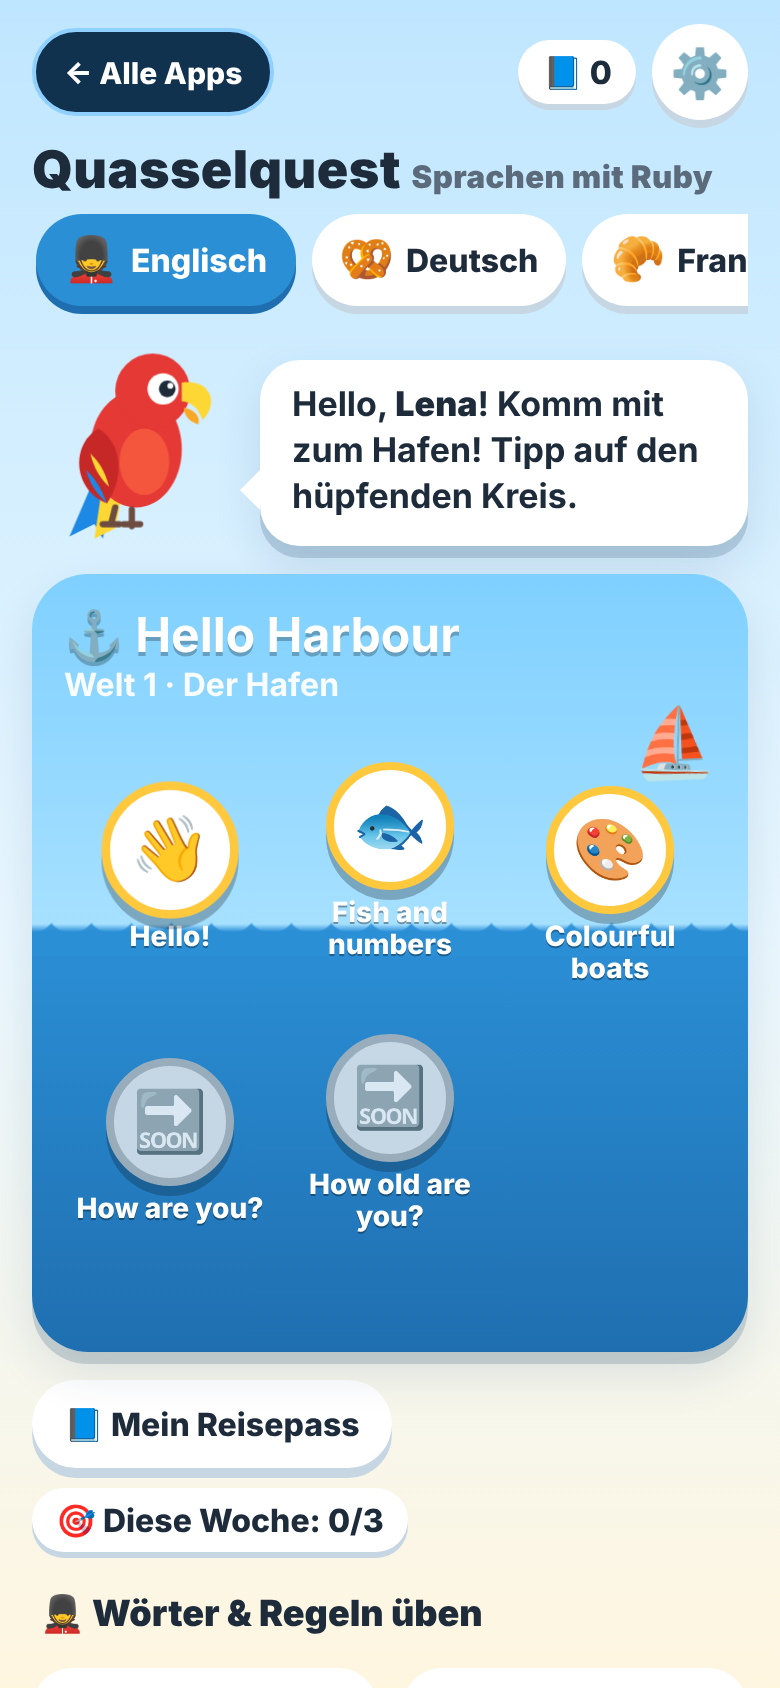 ← Alle Apps
0
Quasselquest Sprachen mit Ruby
Englisch
Deutsch
Fran
Hello, Lena! Komm mit
zum Hafen! Tipp auf den
hüpfenden Kreis.
Hello Harbour
Welt 1 · Der Hafen
Hello!
Fish and
numbers
Colourful
boats
SOON
How are you?
SOON
How old are
you?
Mein Reisepass
Diese Woche: 0/3
Wörter & Regeln üben